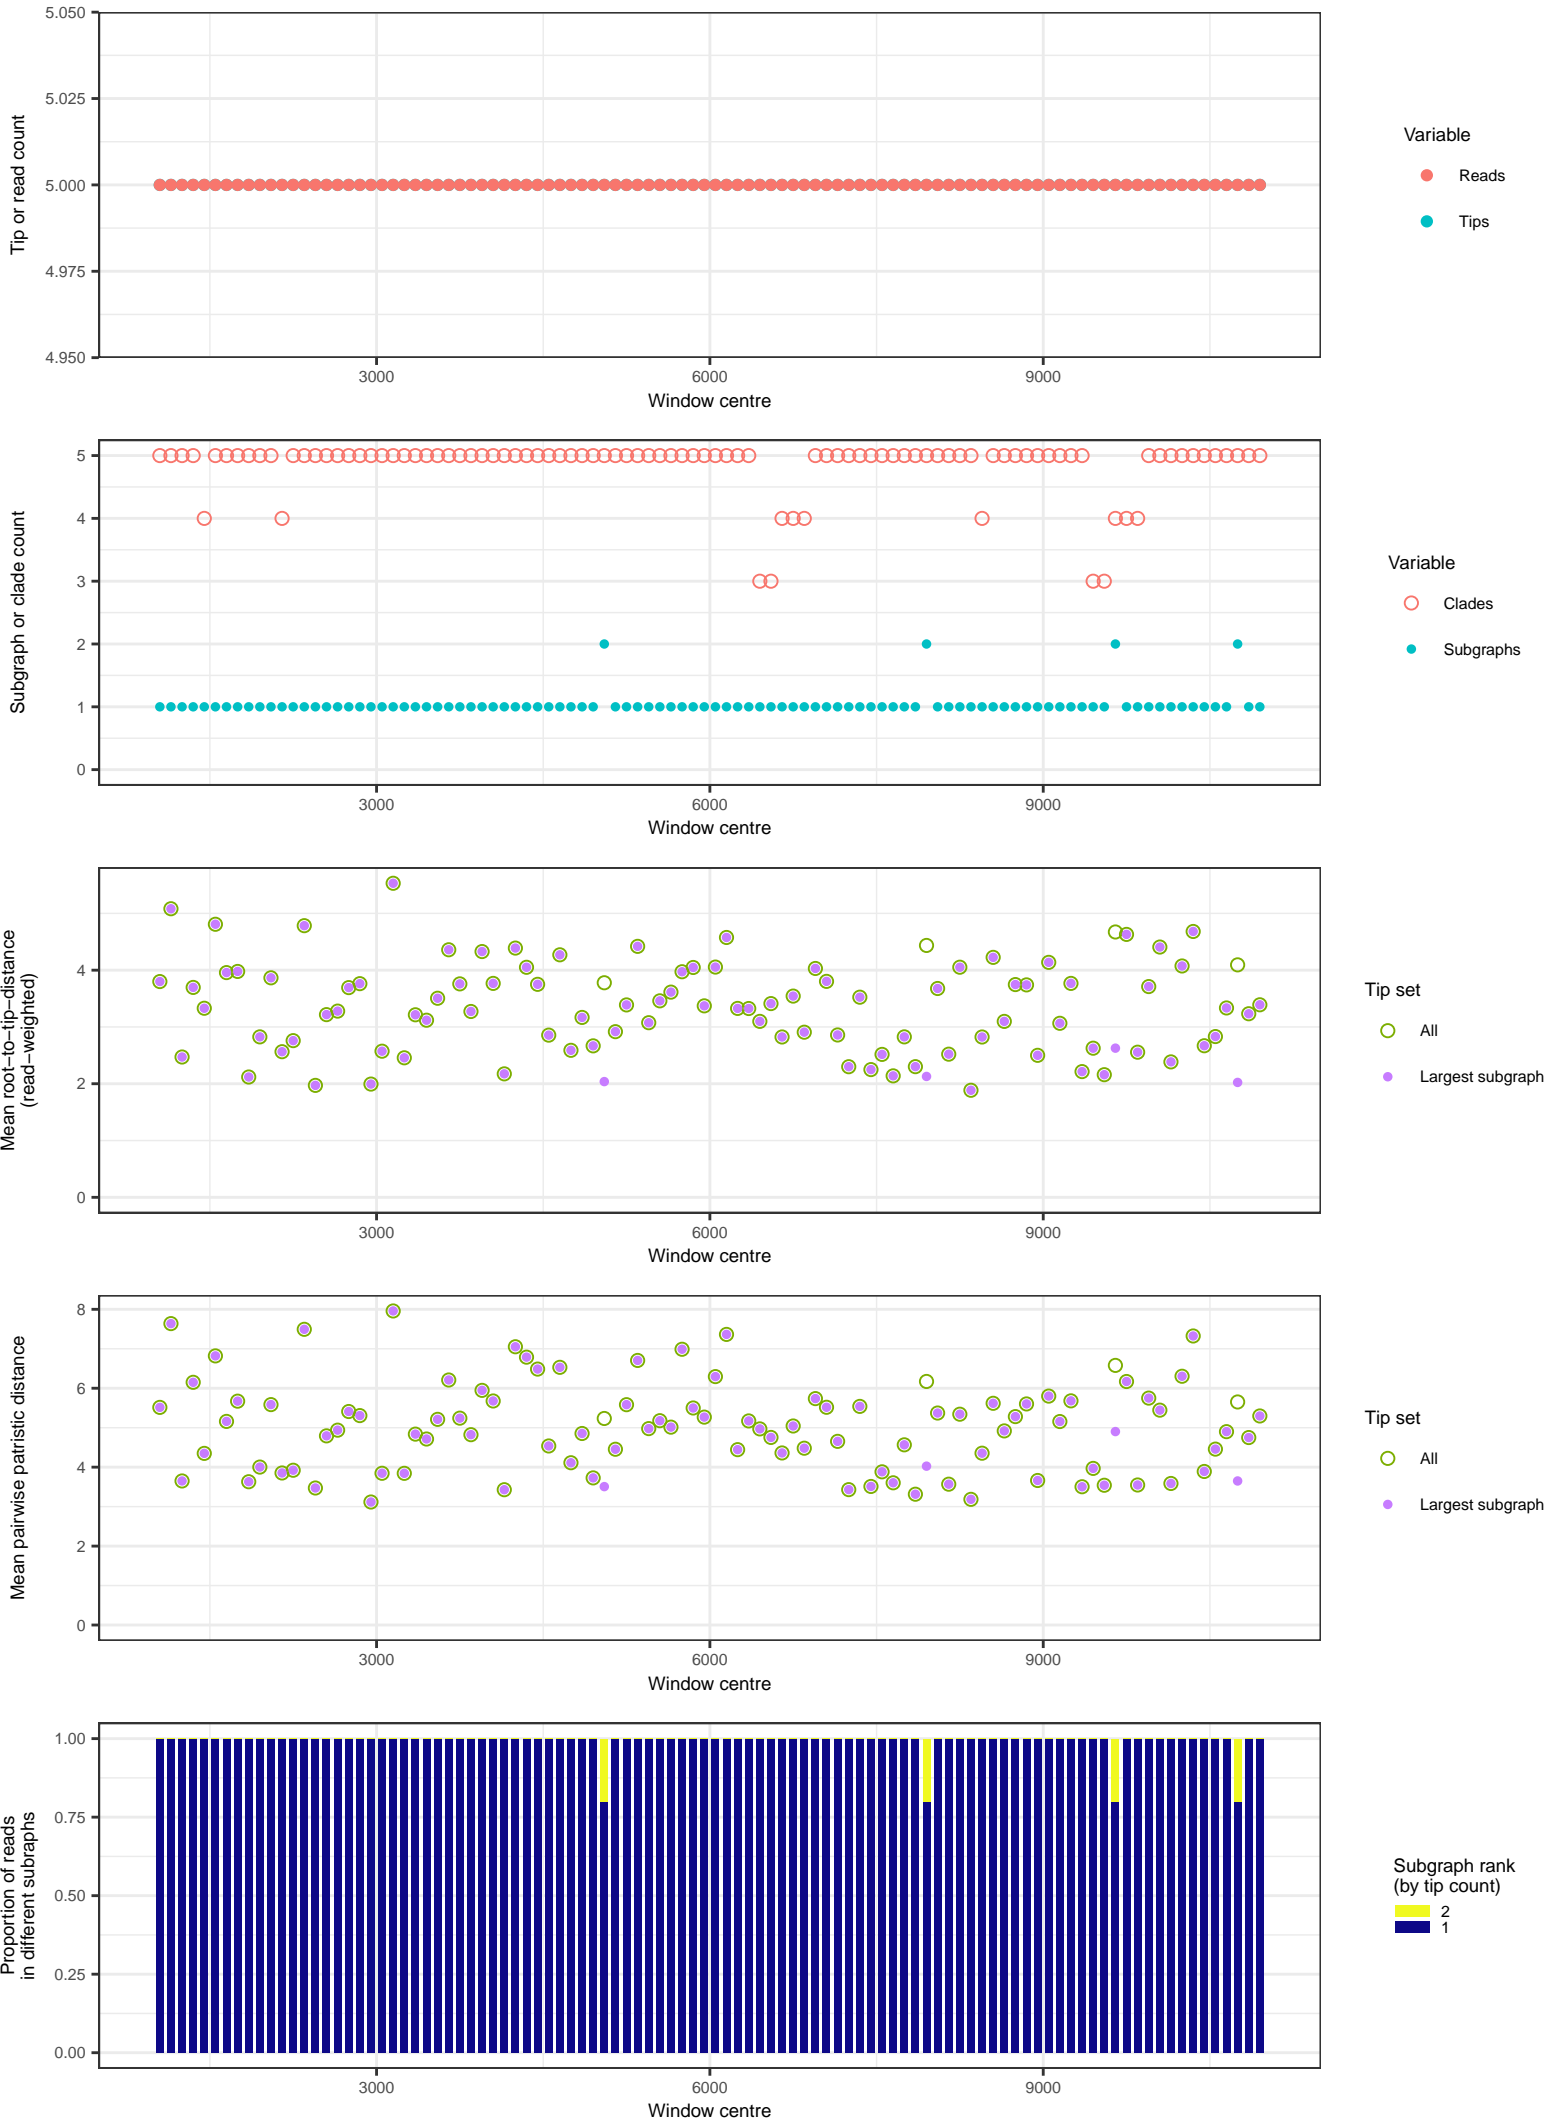 Tip or read count
5.050
5.025
5.000
4.975
4.950
3000 6000 9000
Window centre
Variable
Reads
Tips
Subgraph or clade count
5
4
3
2
1
0
3000 6000 9000
Window centre
Variable
Clades
Subgraphs
Mean root−to−tip−distance
(read−weighted)
4
2
0
3000 6000 9000
Window centre
Tip set
All
Largest subgraph
Mean pairwise patristic distance
8
6
4
2
0
3000 6000 9000
Window centre
Tip set
All
Largest subgraph
Proportion of reads
in different subraphs
1.00
0.75
0.50
0.25
0.00
3000 6000 9000
Window centre
Subgraph rank
(by tip count)
2
1